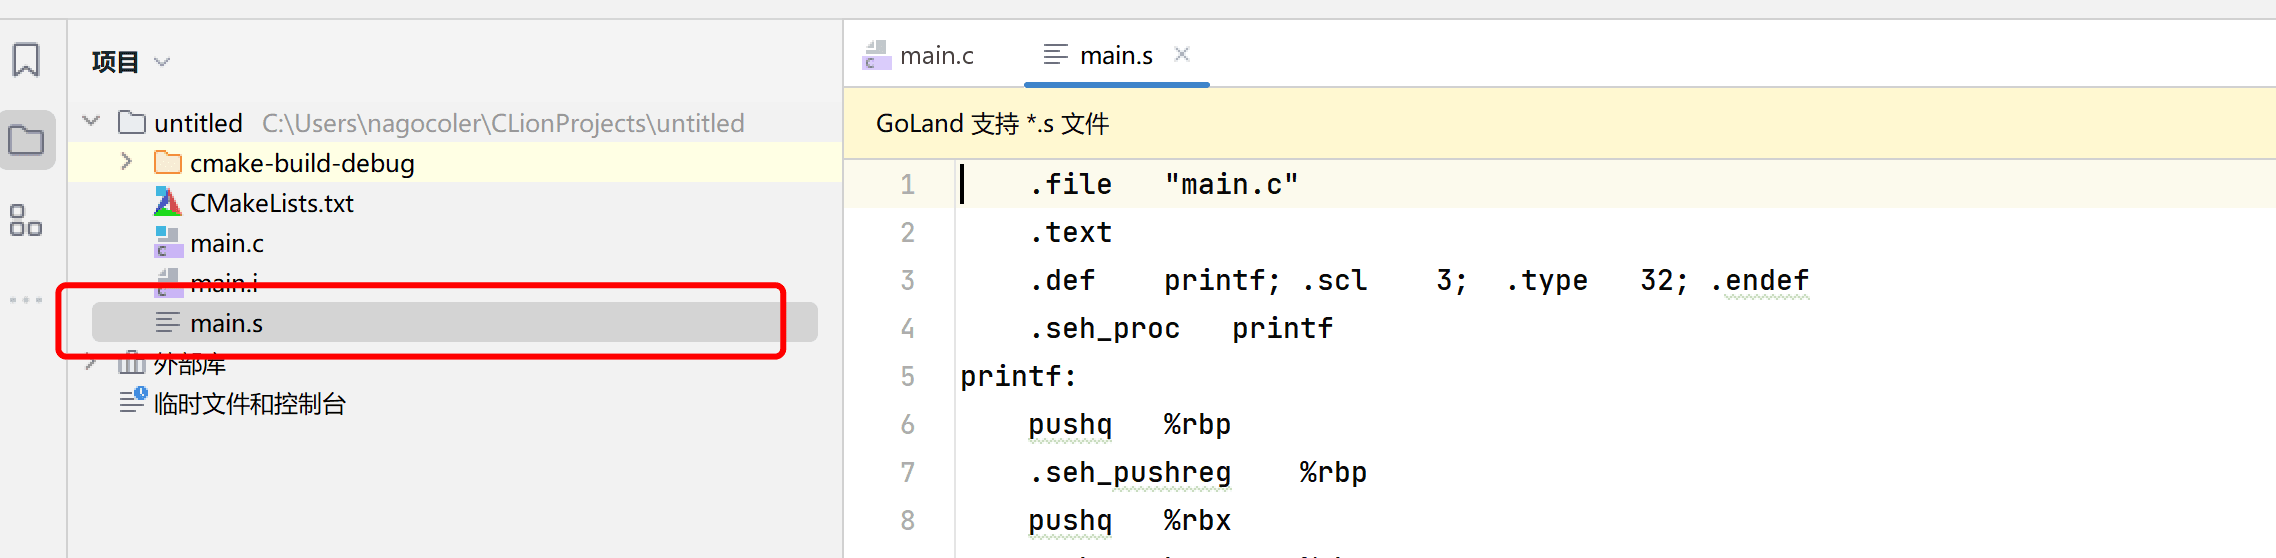 项目
untitled C:\Users\nagocoler\CLionProjects\untitled
cmake-build-debug
CMakeLists.txt
main.c
main.i
main.s
外部库
临时文件和控制台
main.c main.s
GoLand 支持 *.s 文件
1 .file "main.c"
2 .text
3 .def printf; .scl 3; .type 32; .endef
4 .seh_proc printf
5 printf:
6 pushq %rbp
7 .seh_pushreg %rbp
8 pushq %rbx